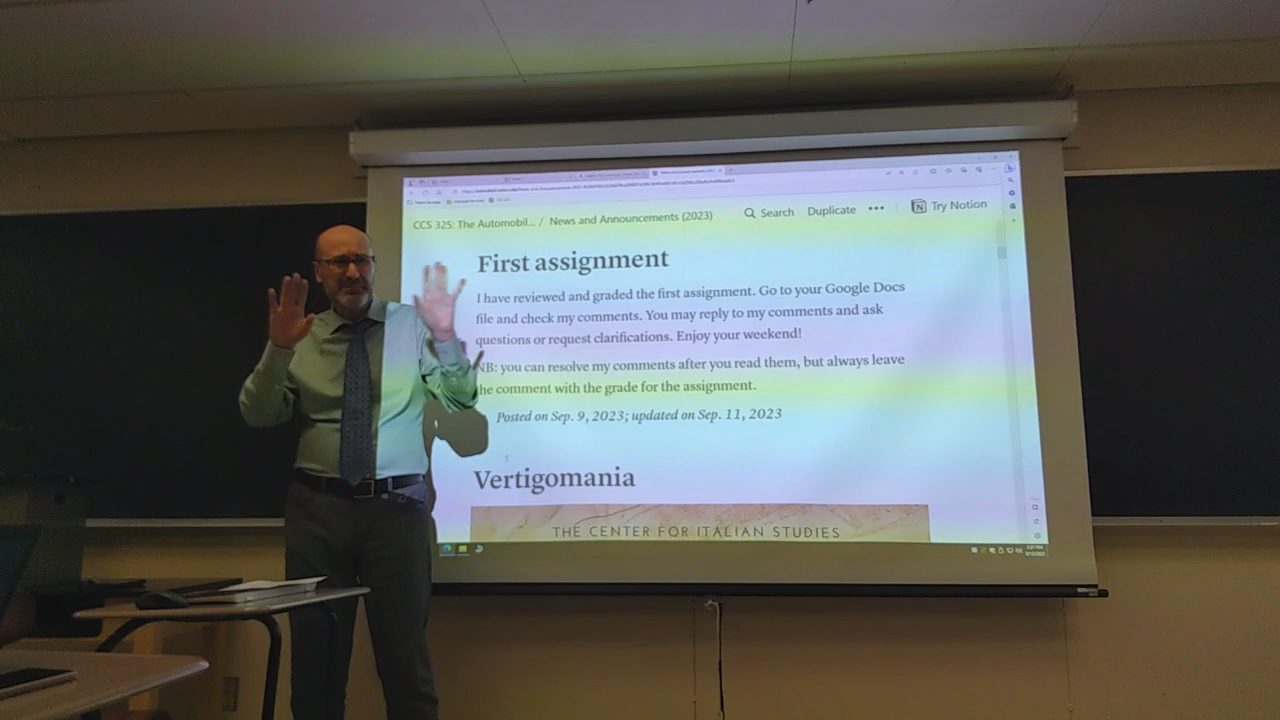 CCS 325: The Automobil... / News and Announcements (2023)
Search Duplicate ••• Try Notion
First assignment
I have reviewed and graded the first assignment. Go to your Google Docs
file and check my comments. You may reply to my comments and ask
questions or request clarifications. Enjoy your weekend!
NB: you can resolve my comments after you read them, but always leave
the comment with the grade for the assignment.
Posted on Sep. 9, 2023; updated on Sep. 11, 2023
Vertigomania
THE CENTER FOR ITALIAN STUDIES